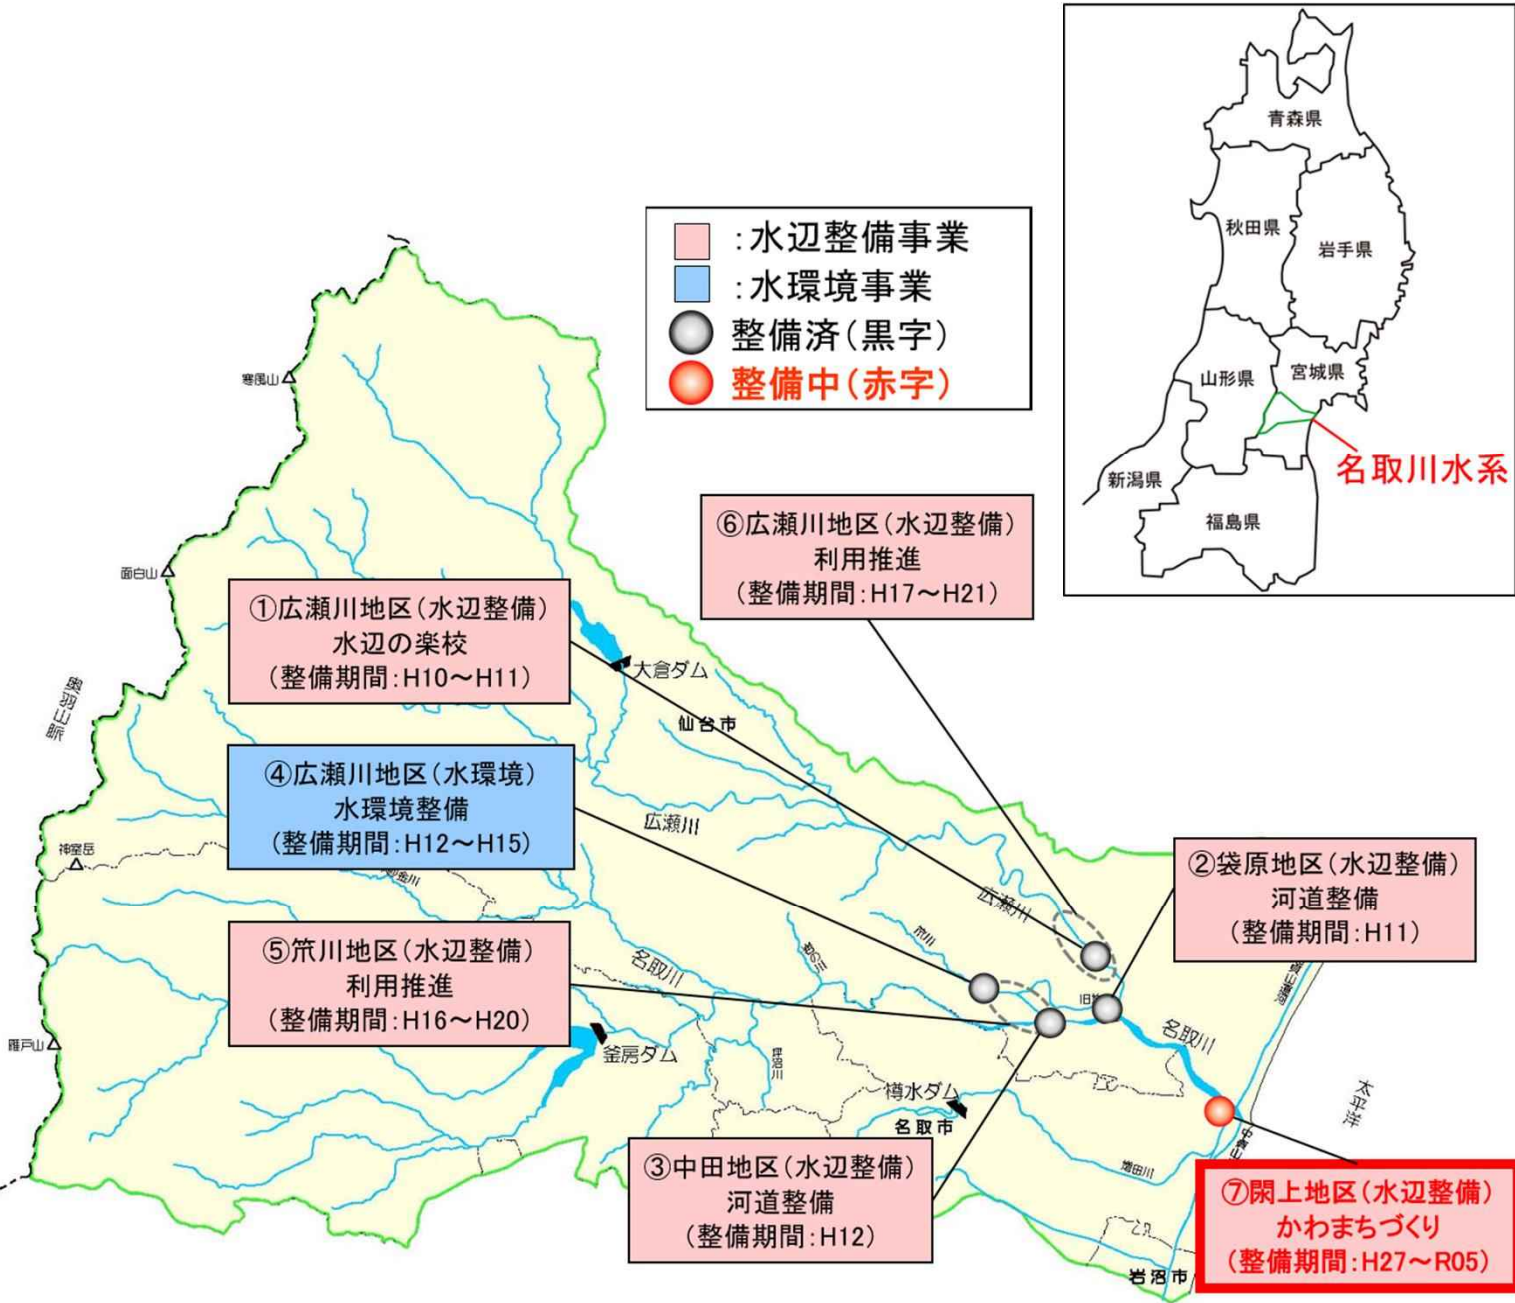 青森県
秋田県
岩手県
山形県
宮城県
新潟県
福島県
名取川水系
:水辺整備事業
:水環境事業
整備済(黒字)
整備中(赤字)
⑥広瀬川地区(水辺整備)
利用推進
(整備期間:H17～H21)
①広瀬川地区(水辺整備)
水辺の楽校
(整備期間:H10～H11)
④広瀬川地区(水環境)
水環境整備
(整備期間:H12～H15)
②袋原地区(水辺整備)
河道整備
(整備期間:H11)
⑤笊川地区(水辺整備)
利用推進
(整備期間:H16～H20)
③中田地区(水辺整備)
河道整備
(整備期間:H12)
⑦閖上地区(水辺整備)
かわまちづくり
(整備期間:H27～R05)
寒風山
面白山
奥羽山脈
神室岳
雁戸山
大倉ダム
仙台市
広瀬川
広瀬川
笊川
名取川
名取川
釜房ダム
坪沼川
樽水ダム
名取市
増田川
太平洋
岩沼市